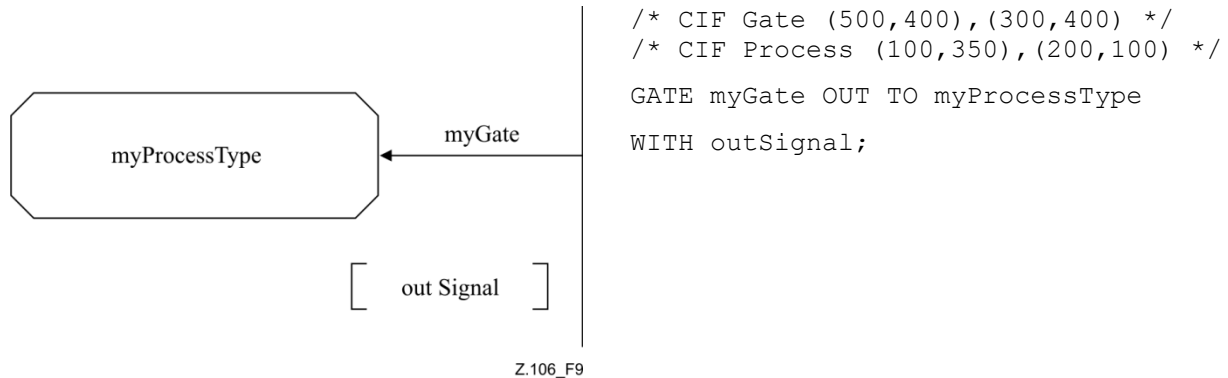 myProcessType
myGate
out Signal
Z.106_F9
/* CIF Gate (500,400),(300,400) */
/* CIF Process (100,350),(200,100) */
GATE myGate OUT TO myProcessType
WITH outSignal;